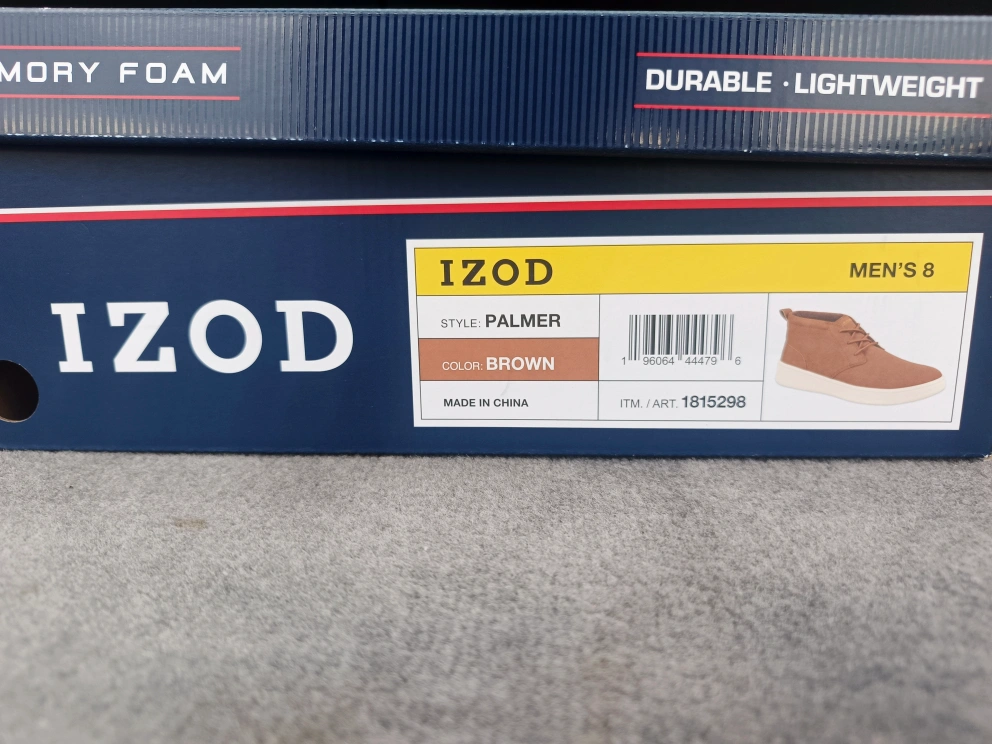 MORY FOAM
DURABLE · LIGHTWEIGHT
IZOD
IZOD
MEN'S 8
STYLE: PALMER
COLOR: BROWN
MADE IN CHINA
1 96064 44479 6
ITM. / ART. 1815298